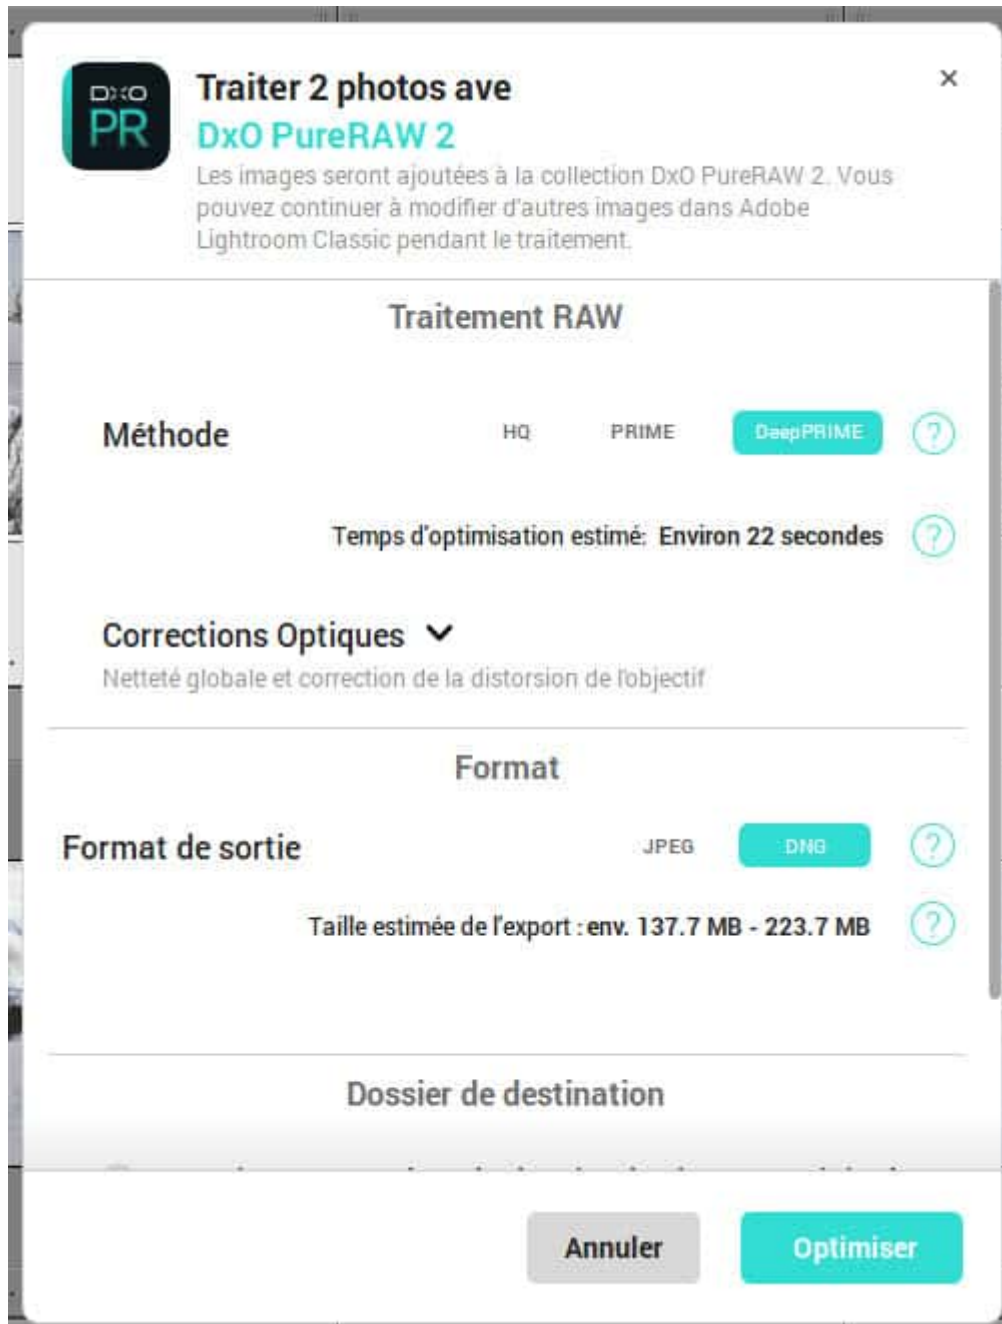 DXO
PR
Traiter 2 photos ave
DxO PureRAW 2
Les images seront ajoutées à la collection DxO PureRAW 2. Vous
pouvez continuer à modifier d'autres images dans Adobe
Lightroom Classic pendant le traitement.
Traitement RAW
Méthode HQ PRIME DeepPRIME ?
Temps d'optimisation estimé: Environ 22 secondes ?
Corrections Optiques
Netteté globale et correction de la distorsion de l'objectif
Format
Format de sortie JPEG DNG ?
Taille estimée de l'export : env. 137.7 MB - 223.7 MB ?
Dossier de destination
Annuler Optimiser